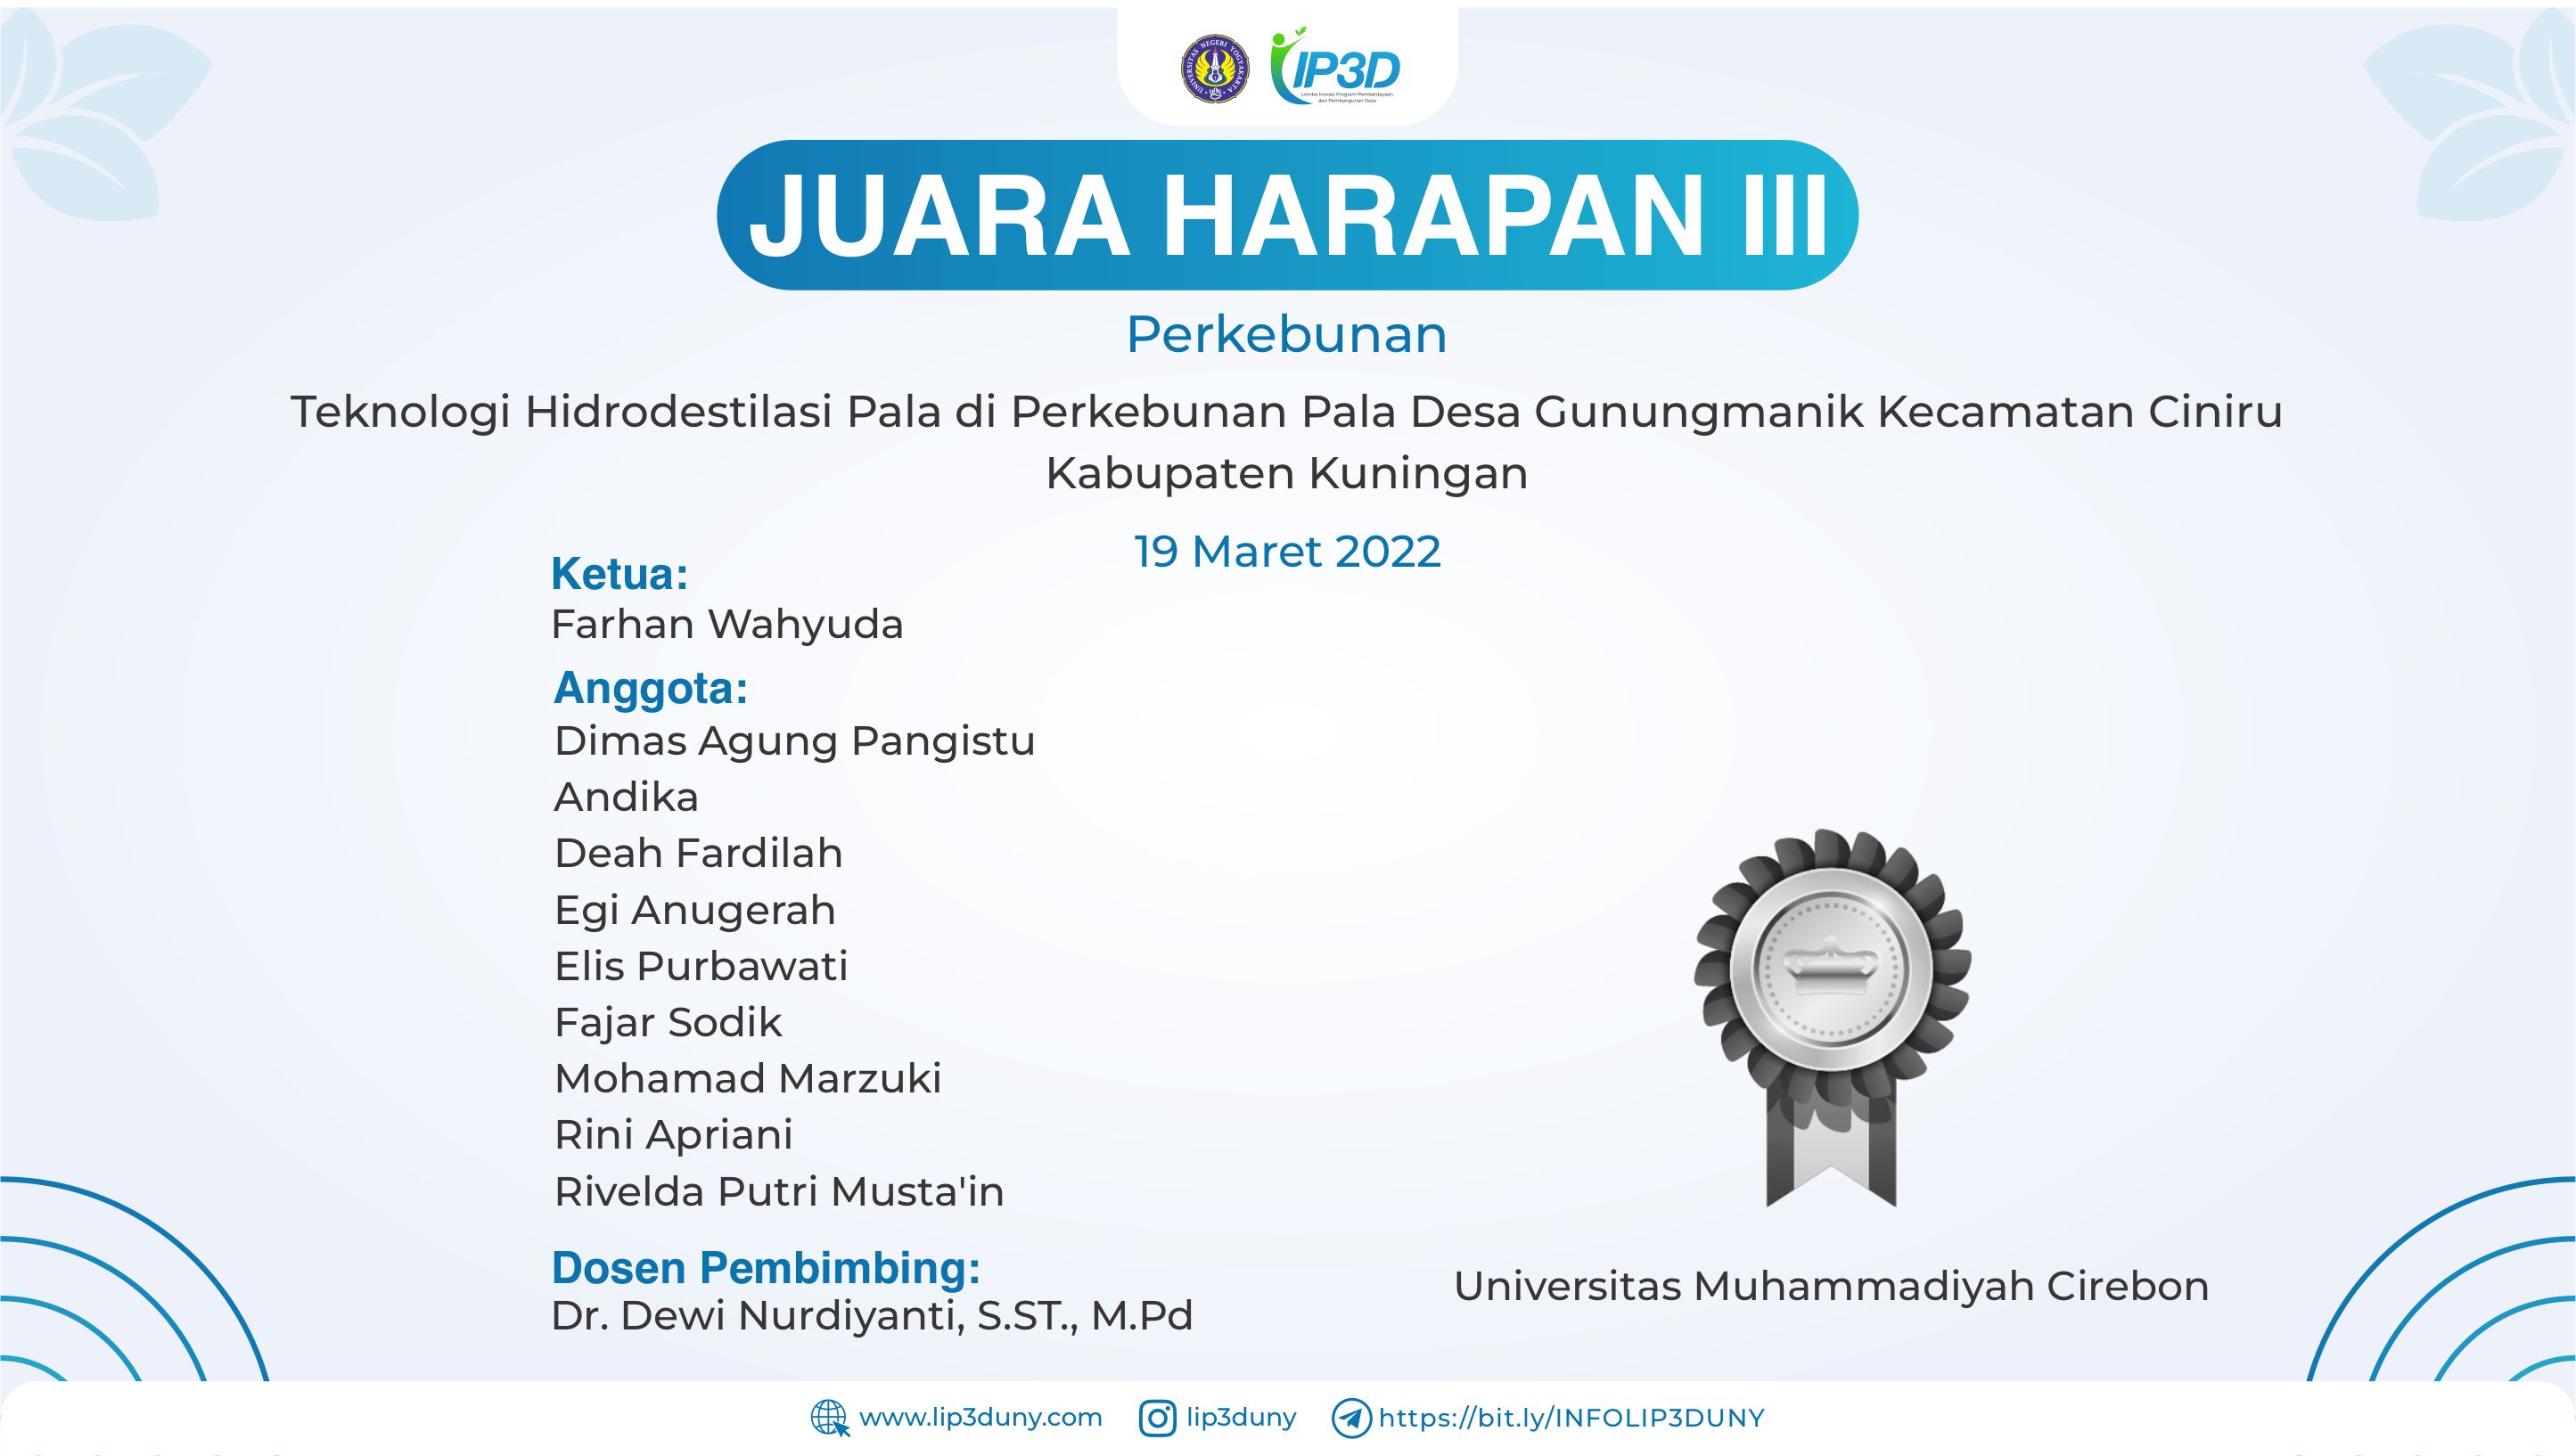 UNIVERSITAS NEGERI YOGYAKARTA
LIP3D
Lomba Inovasi Program Pemberdayaan
dan Pembangunan Desa
JUARA HARAPAN III
Perkebunan
Teknologi Hidrodestilasi Pala di Perkebunan Pala Desa Gunungmanik Kecamatan Ciniru
Kabupaten Kuningan
19 Maret 2022
Ketua:
Farhan Wahyuda
Anggota:
Dimas Agung Pangistu
Andika
Deah Fardilah
Egi Anugerah
Elis Purbawati
Fajar Sodik
Mohamad Marzuki
Rini Apriani
Rivelda Putri Musta'in
Dosen Pembimbing:
Dr. Dewi Nurdiyanti, S.ST., M.Pd
Universitas Muhammadiyah Cirebon
www.lip3duny.com
lip3duny
https://bit.ly/INFOLIP3DUNY